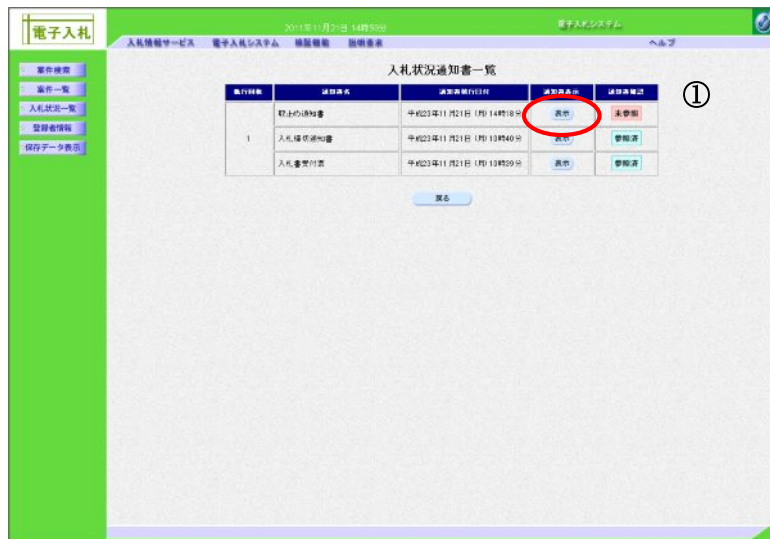 電子入札
2011年11月21日 14時59分
電子入札システム
入札情報サービス 電子入札システム 検証機能 説明要求 ヘルプ
案件検索
案件一覧
入札状況一覧
登録者情報
保存データ表示
入札状況通知書一覧
執行回数 通知書名 通知書発行日付 通知書表示 通知書確認
取止め通知書 平成23年11月21日 (月) 14時18分 表示 未参照
1 入札締切通知書 平成23年11月21日 (月) 13時40分 表示 参照済
入札書受付票 平成23年11月21日 (月) 13時39分 表示 参照済
戻る
①